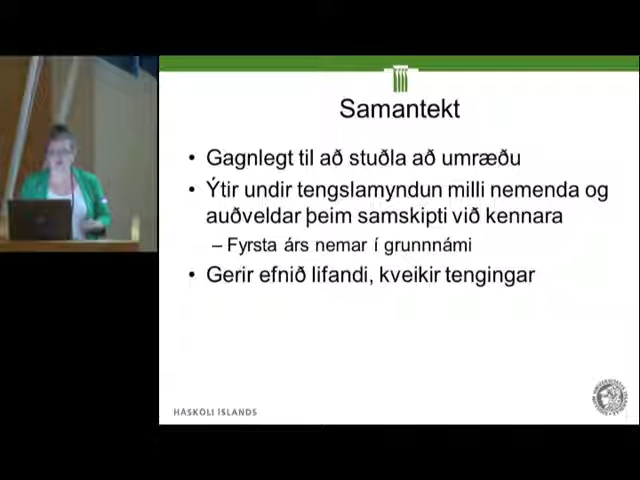 Samantekt
• Gagnlegt til að stuðla að umræðu
• Ýtir undir tengslamyndun milli nemenda og
auðveldar þeim samskipti við kennara
– Fyrsta árs nemar í grunnnámi
• Gerir efnið lifandi, kveikir tengingar
HÁSKÓLI ÍSLANDS